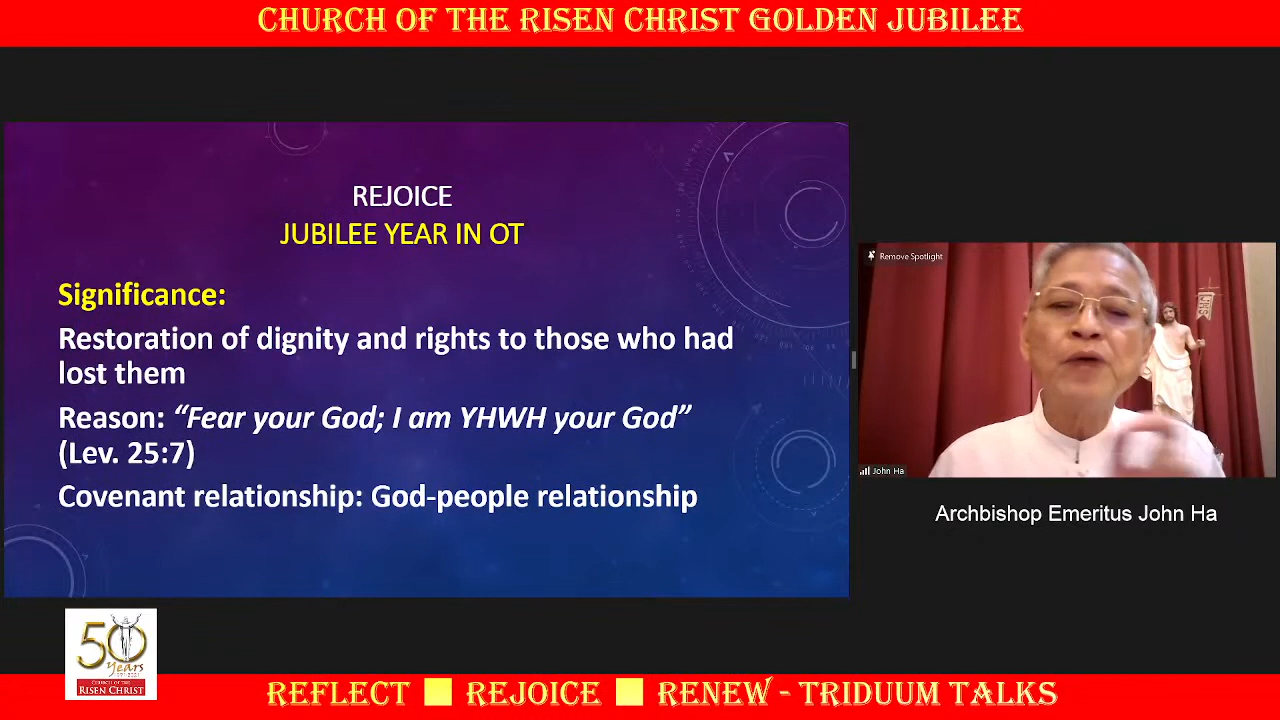 CHURCH OF THE RISEN CHRIST GOLDEN JUBILEE
REJOICE
JUBILEE YEAR IN OT
Significance:
Restoration of dignity and rights to those who had
lost them
Reason: “Fear your God; I am YHWH your God”
(Lev. 25:7)
Covenant relationship: God-people relationship
Remove Spotlight
John Ha
Archbishop Emeritus John Ha
50
Years
CHURCH OF THE
RISEN CHRIST
REFLECT REJOICE RENEW - TRIDUUM TALKS